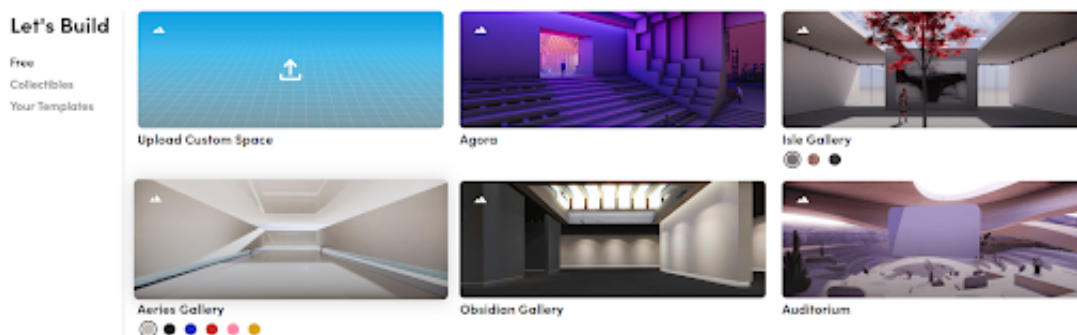 Let's Build
Free
Collectibles
Your Templates
Upload Custom Space
Agora
Isle Gallery
Aeries Gallery
Obsidian Gallery
Auditorium